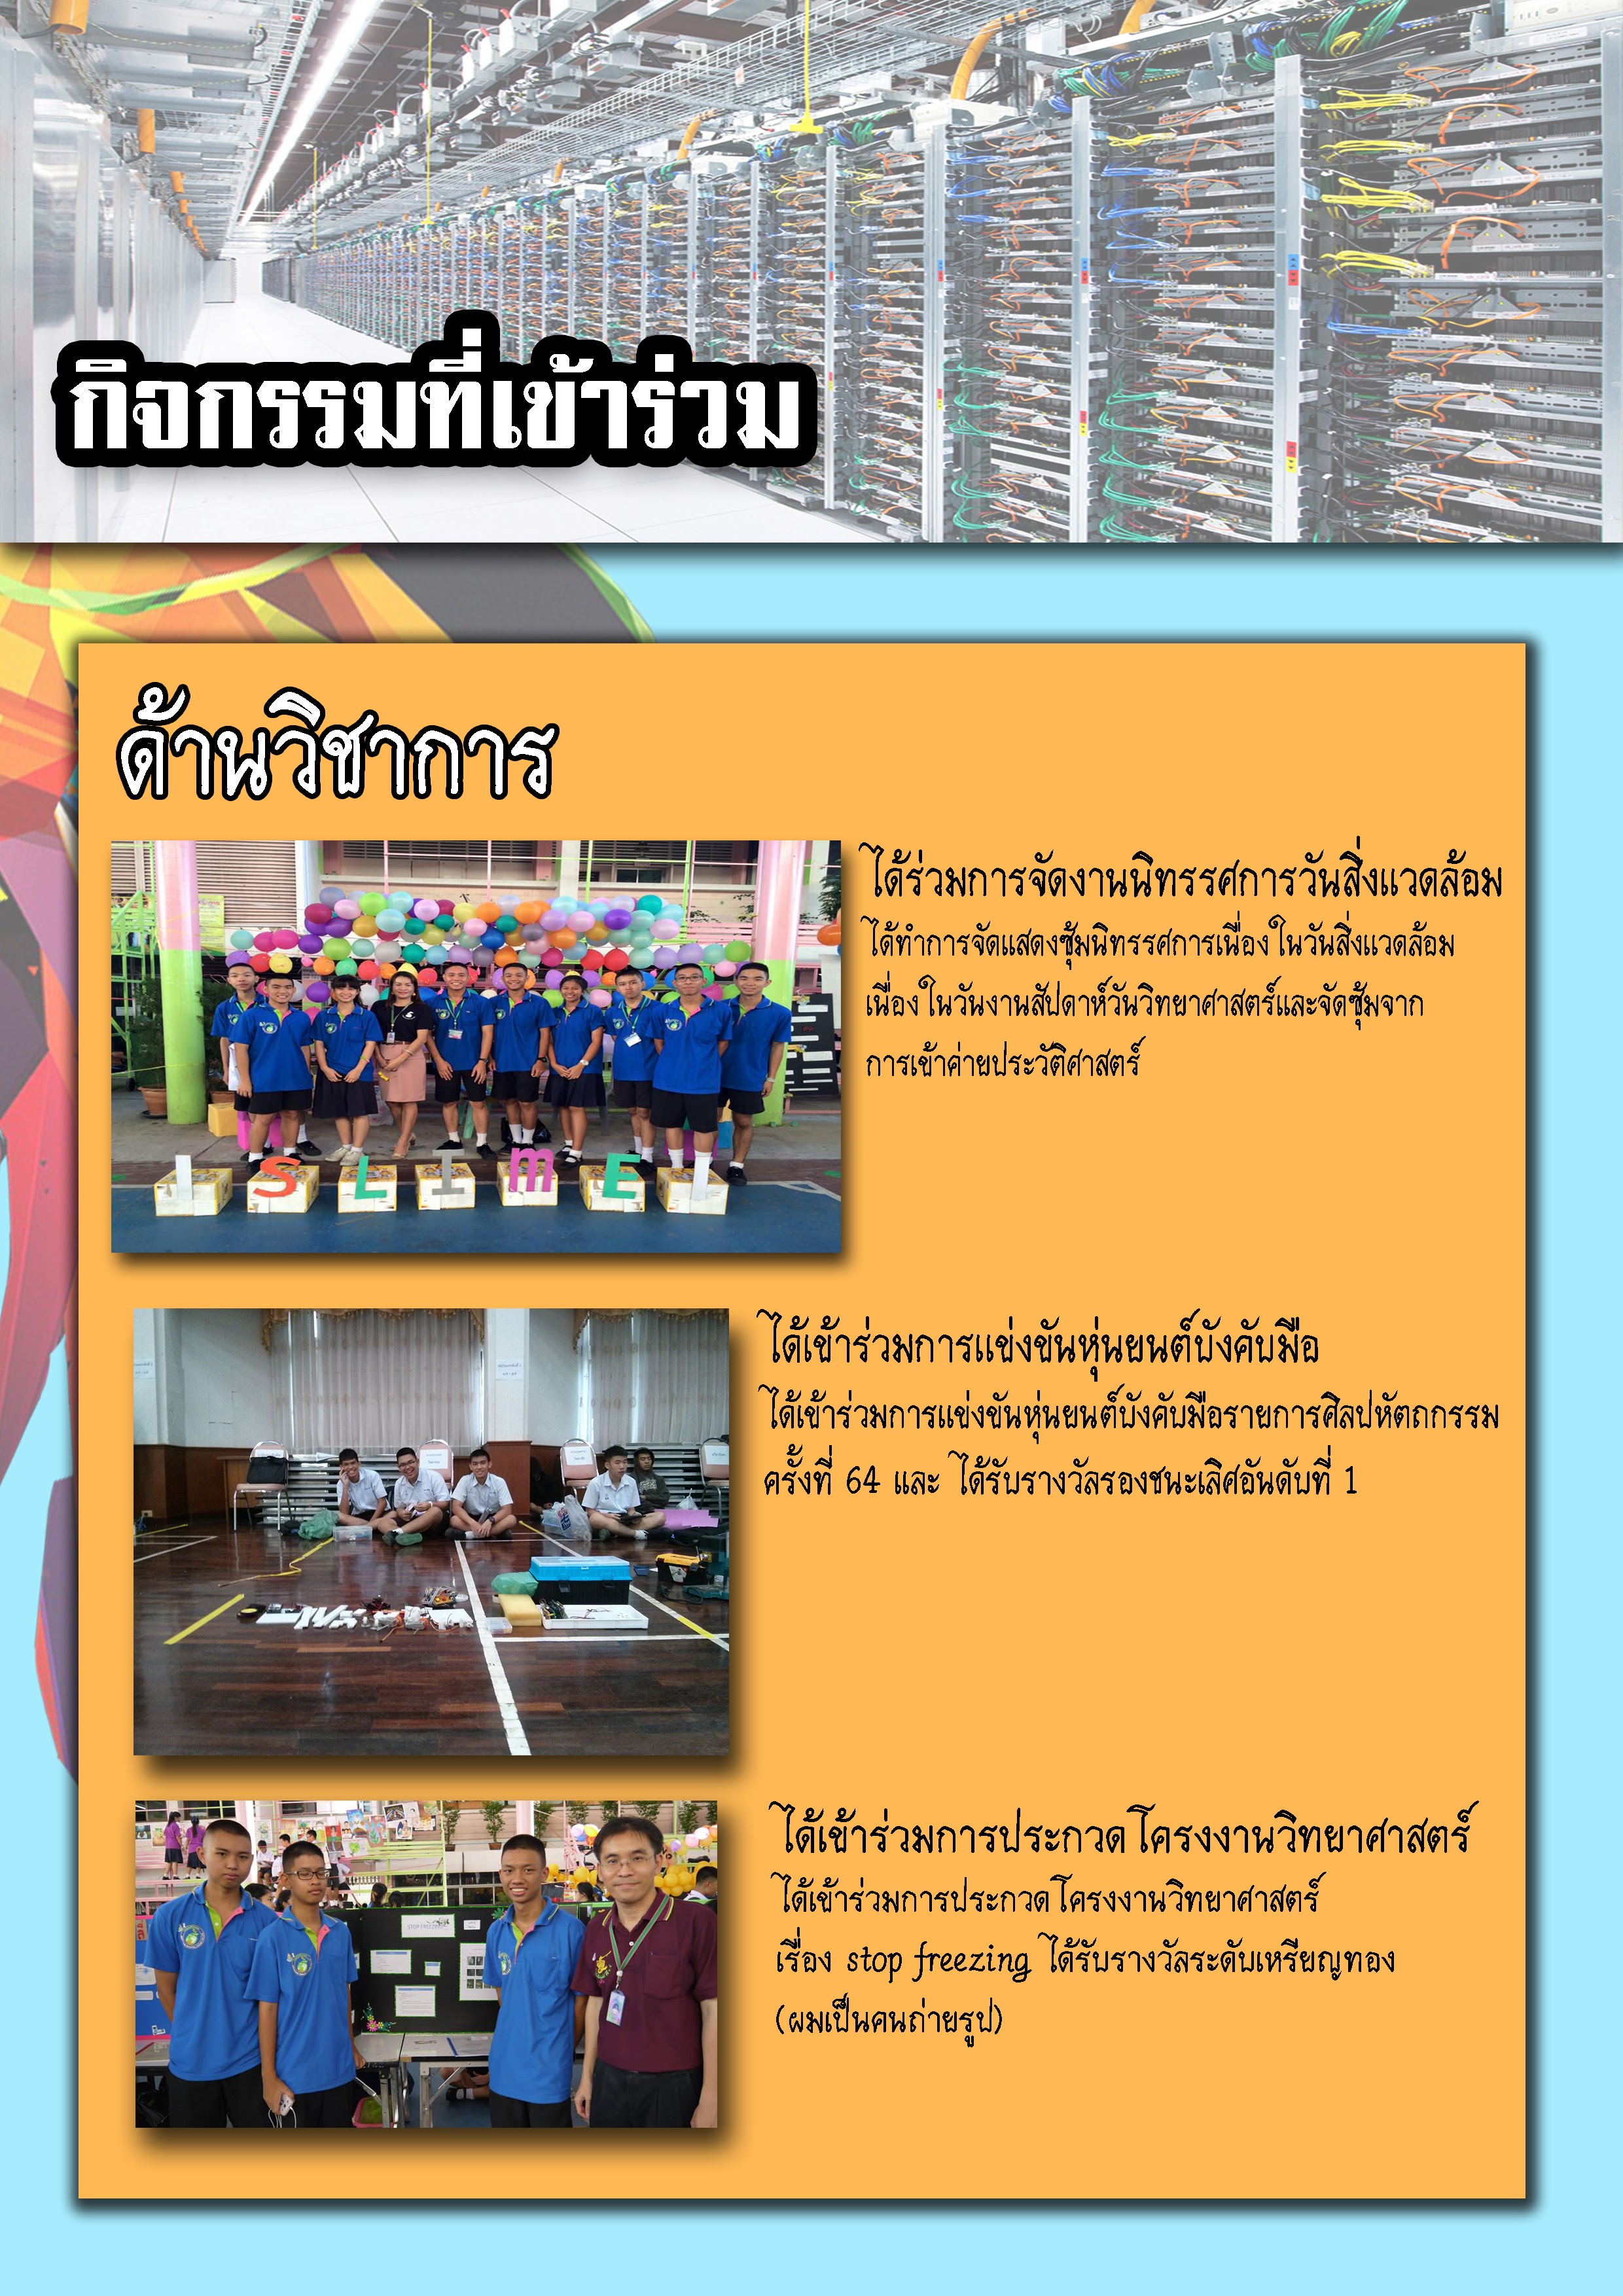 กิจกรรมที่เข้าร่วม
ด้านวิชาการ
ได้ร่วมการจัดงานนิทรรศการวันสิ่งแวดล้อม
ได้ทำการจัดแสดงซุ้มนิทรรศการเนื่องในวันสิ่งแวดล้อม
เนื่องในวันงานสัปดาห์วันวิทยาศาสตร์และจัดซุ้มจาก
การเข้าค่ายประวัติศาสตร์
I SLIME I
ได้เข้าร่วมการแข่งขันหุ่นยนต์บังคับมือ
ได้เข้าร่วมการแข่งขันหุ่นยนต์บังคับมือรายการศิลปหัตถกรรม
ครั้งที่ 64 และ ได้รับรางวัลรองชนะเลิศอันดับที่ 1
ได้เข้าร่วมการประกวดโครงงานวิทยาศาสตร์
ได้เข้าร่วมการประกวดโครงงานวิทยาศาสตร์
เรื่อง stop freezing ได้รับรางวัลระดับเหรียญทอง
(ผมเป็นคนถ่ายรูป)